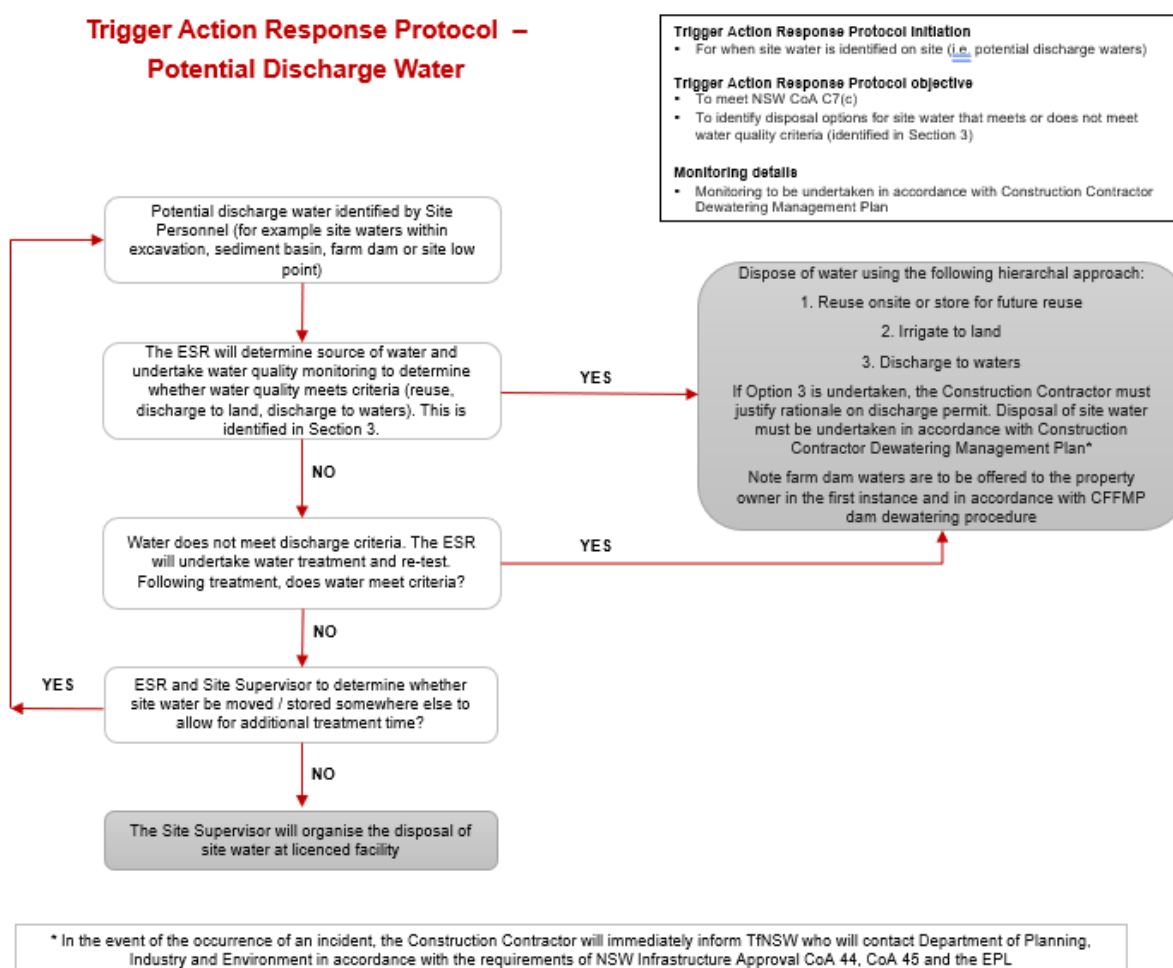 Trigger Action Response Protocol –
Potential Discharge Water
Trigger Action Response Protocol Initiation
▪ For when site water is identified on site (i.e. potential discharge waters)
Trigger Action Response Protocol objective
▪ To meet NSW CoA C7(c)
▪ To identify disposal options for site water that meets or does not meet
water quality criteria (identified in Section 3)
Monitoring details
▪ Monitoring to be undertaken in accordance with Construction Contractor
Dewatering Management Plan
Potential discharge water identified by Site
Personnel (for example site waters within
excavation, sediment basin, farm dam or site low
point)
The ESR will determine source of water and
undertake water quality monitoring to determine
whether water quality meets criteria (reuse,
discharge to land, discharge to waters). This is
identified in Section 3.
YES
Dispose of water using the following hierarchal approach:
1. Reuse onsite or store for future reuse
2. Irrigate to land
3. Discharge to waters
If Option 3 is undertaken, the Construction Contractor must
justify rationale on discharge permit. Disposal of site water
must be undertaken in accordance with Construction
Contractor Dewatering Management Plan*
Note farm dam waters are to be offered to the property
owner in the first instance and in accordance with CFFMP
dam dewatering procedure
NO
Water does not meet discharge criteria. The ESR
will undertake water treatment and re-test.
Following treatment, does water meet criteria?
YES
NO
YES
ESR and Site Supervisor to determine whether
site water be moved / stored somewhere else to
allow for additional treatment time?
NO
The Site Supervisor will organise the disposal of
site water at licenced facility
* In the event of the occurrence of an incident, the Construction Contractor will immediately inform TfNSW who will contact Department of Planning,
Industry and Environment in accordance with the requirements of NSW Infrastructure Approval CoA 44, CoA 45 and the EPL